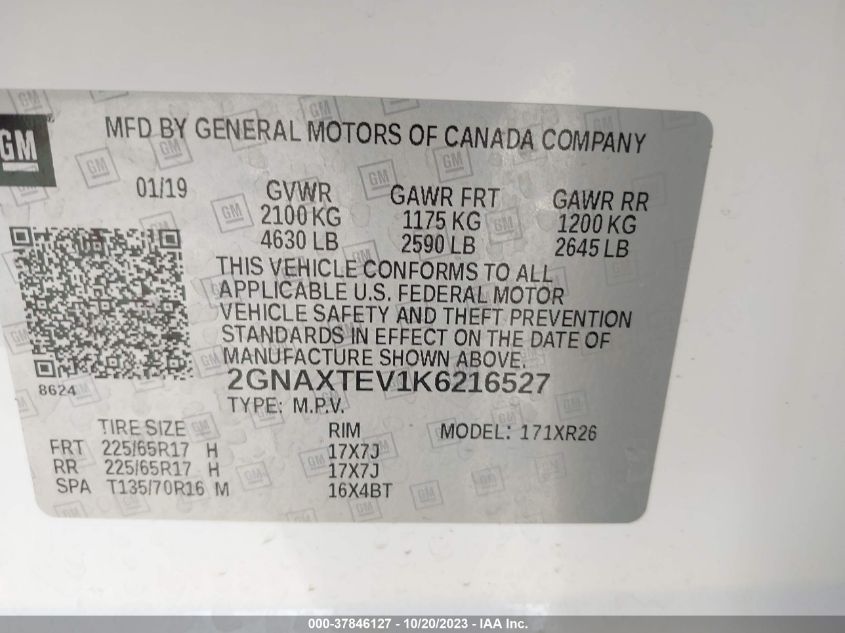 GM
MFD BY GENERAL MOTORS OF CANADA COMPANY
01/19 GVWR GAWR FRT GAWR RR
2100 KG 1175 KG 1200 KG
4630 LB 2590 LB 2645 LB
THIS VEHICLE CONFORMS TO ALL
APPLICABLE U.S. FEDERAL MOTOR
VEHICLE SAFETY AND THEFT PREVENTION
STANDARDS IN EFFECT ON THE DATE OF
MANUFACTURE SHOWN ABOVE.
8624 2GNAXTEV1K6216527
TYPE: M.P.V.
TIRE SIZE RIM MODEL: 171XR26
FRT 225/65R17 H 17X7J
RR 225/65R17 H 17X7J
SPA T135/70R16 M 16X4BT
000-37846127 - 10/20/2023 - IAA Inc.